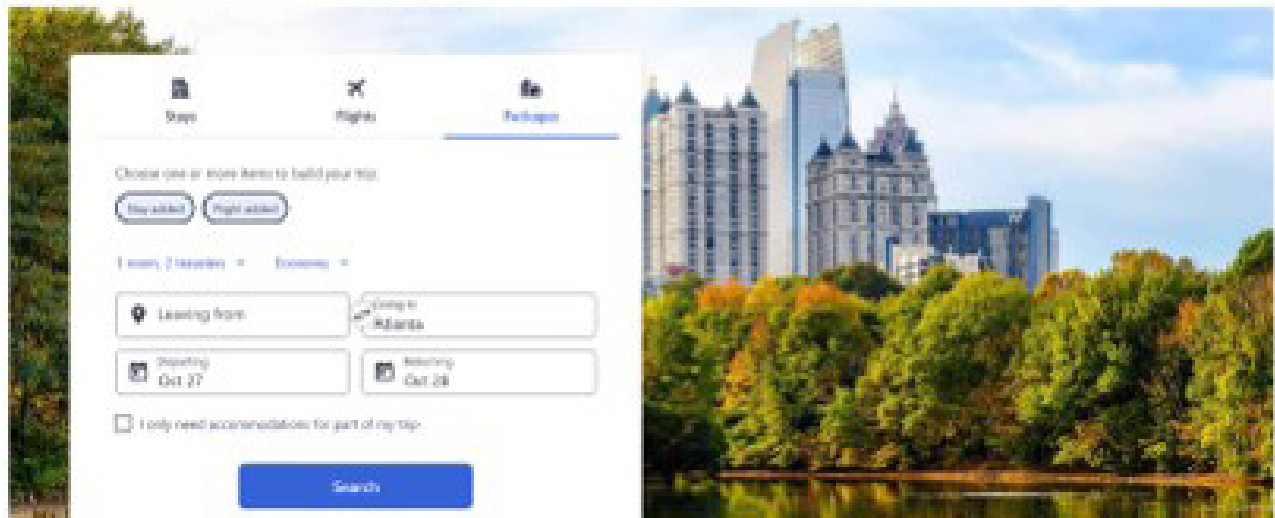 Stays
Flights
Packages
Choose one or more items to build your trip:
Stay added
Flight added
1 room, 2 travelers
Economy
Leaving from
Going to
Atlanta
Departing
Oct 27
Returning
Oct 28
I only need accommodations for part of my trip
Search